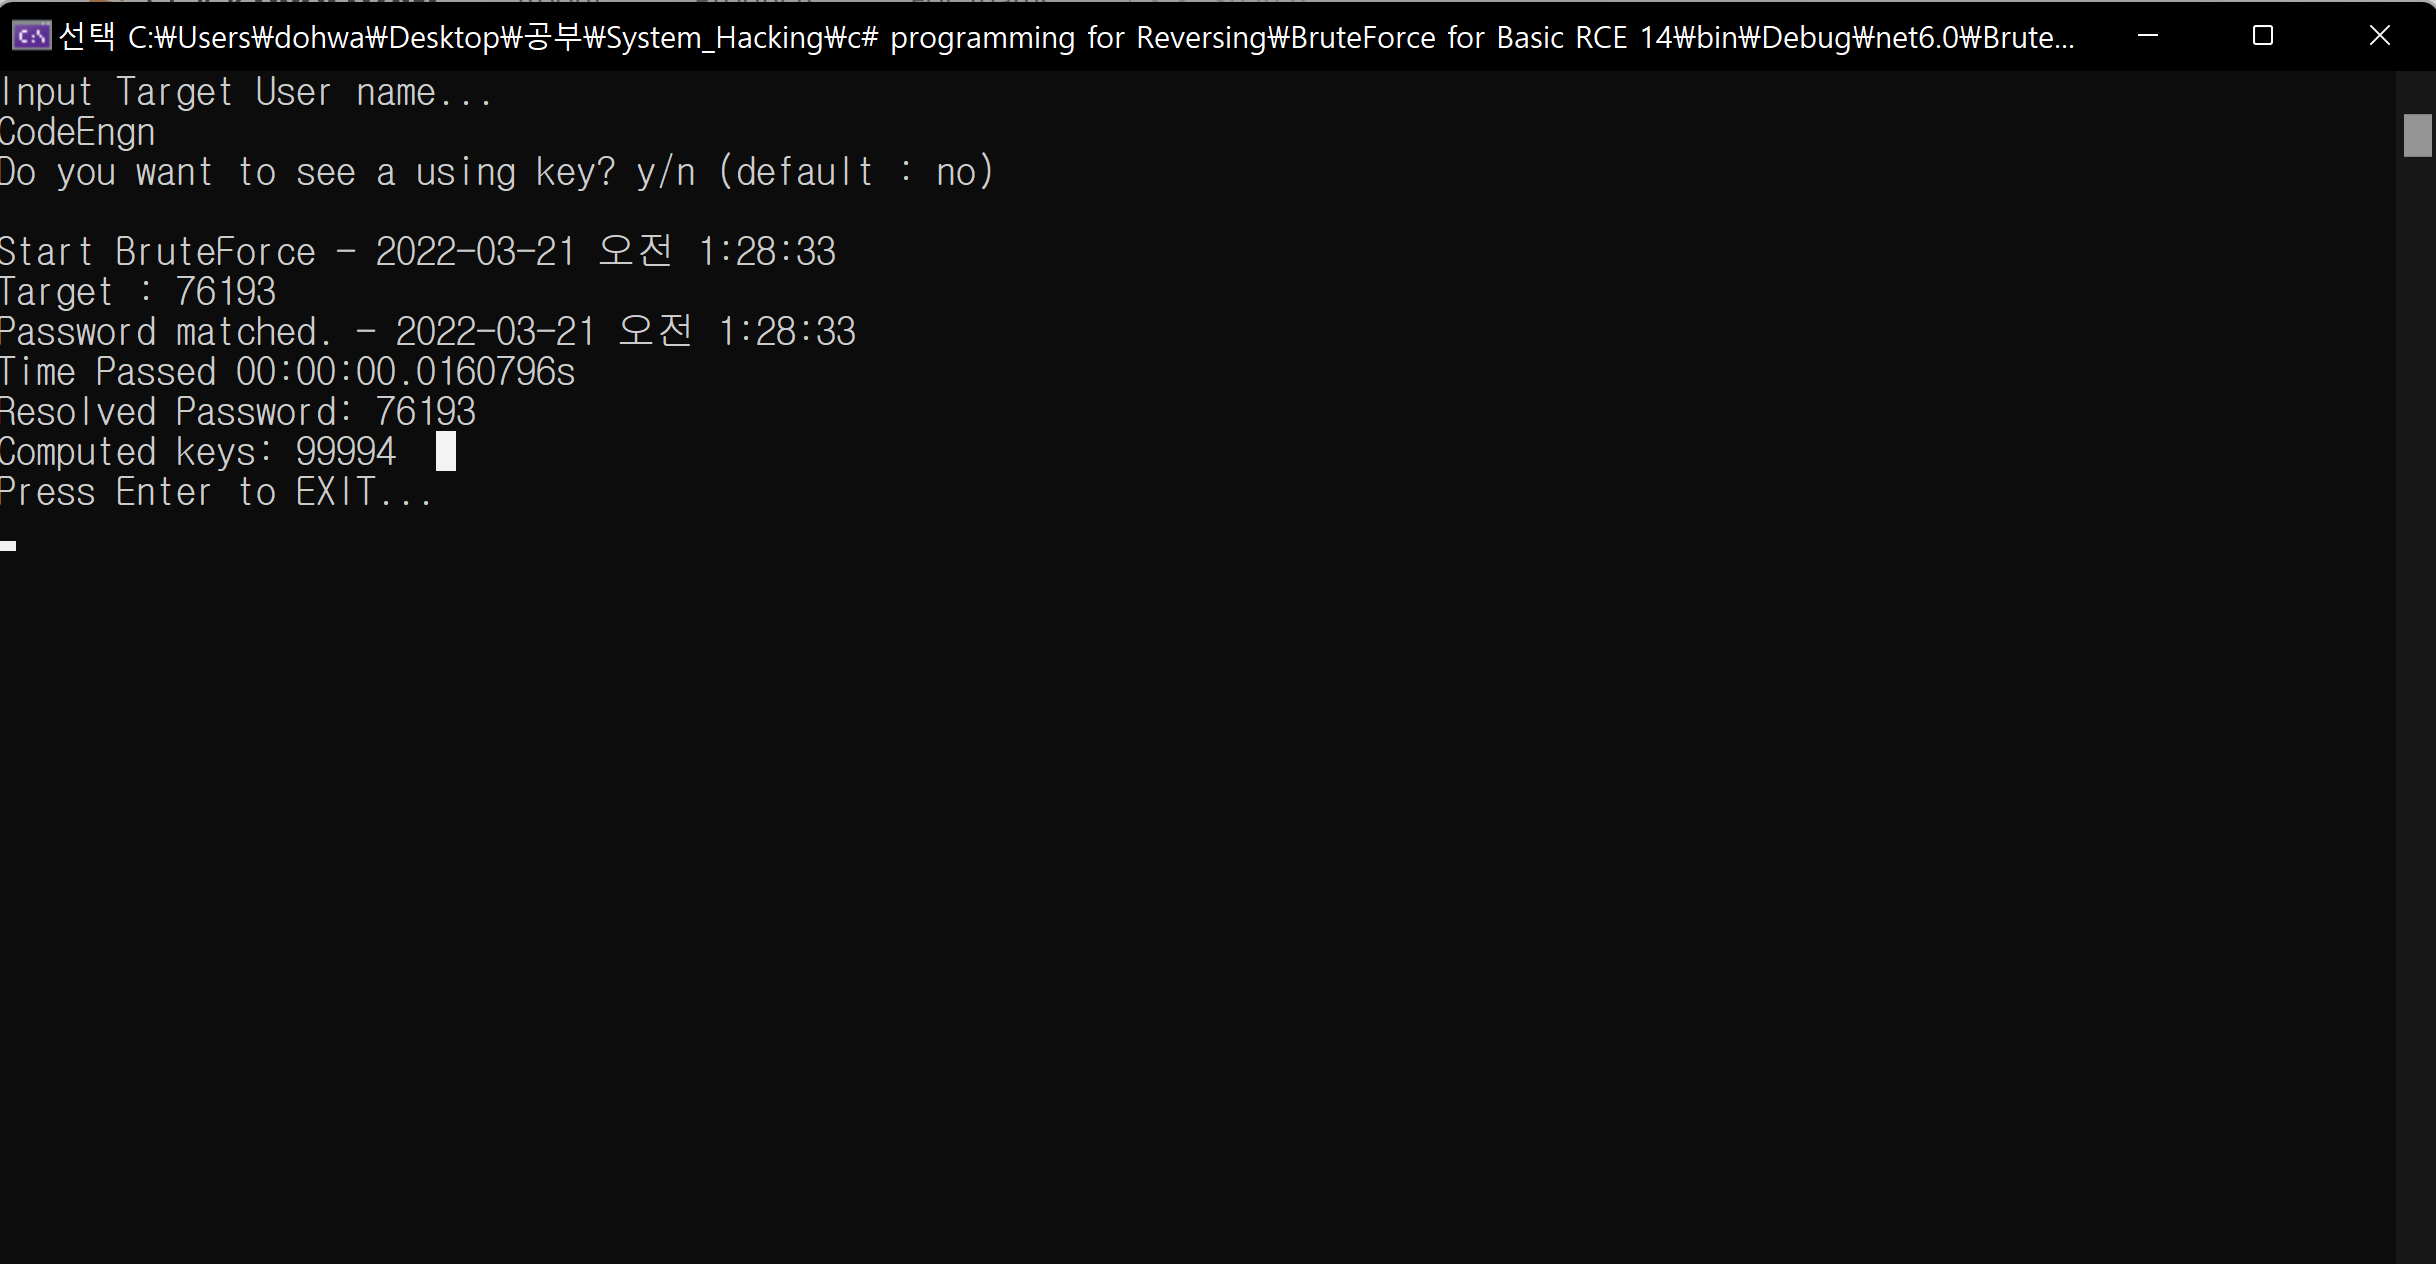 선택 C:₩Users₩dohwa₩Desktop₩공부₩System_Hacking₩c# programming for Reversing₩BruteForce for Basic RCE 14₩bin₩Debug₩net6.0₩Brute...
Input Target User name...
CodeEngn
Do you want to see a using key? y/n (default : no)
Start BruteForce - 2022-03-21 오전 1:28:33
Target : 76193
Password matched. - 2022-03-21 오전 1:28:33
Time Passed 00:00:00.0160796s
Resolved Password: 76193
Computed keys: 99994
Press Enter to EXIT...